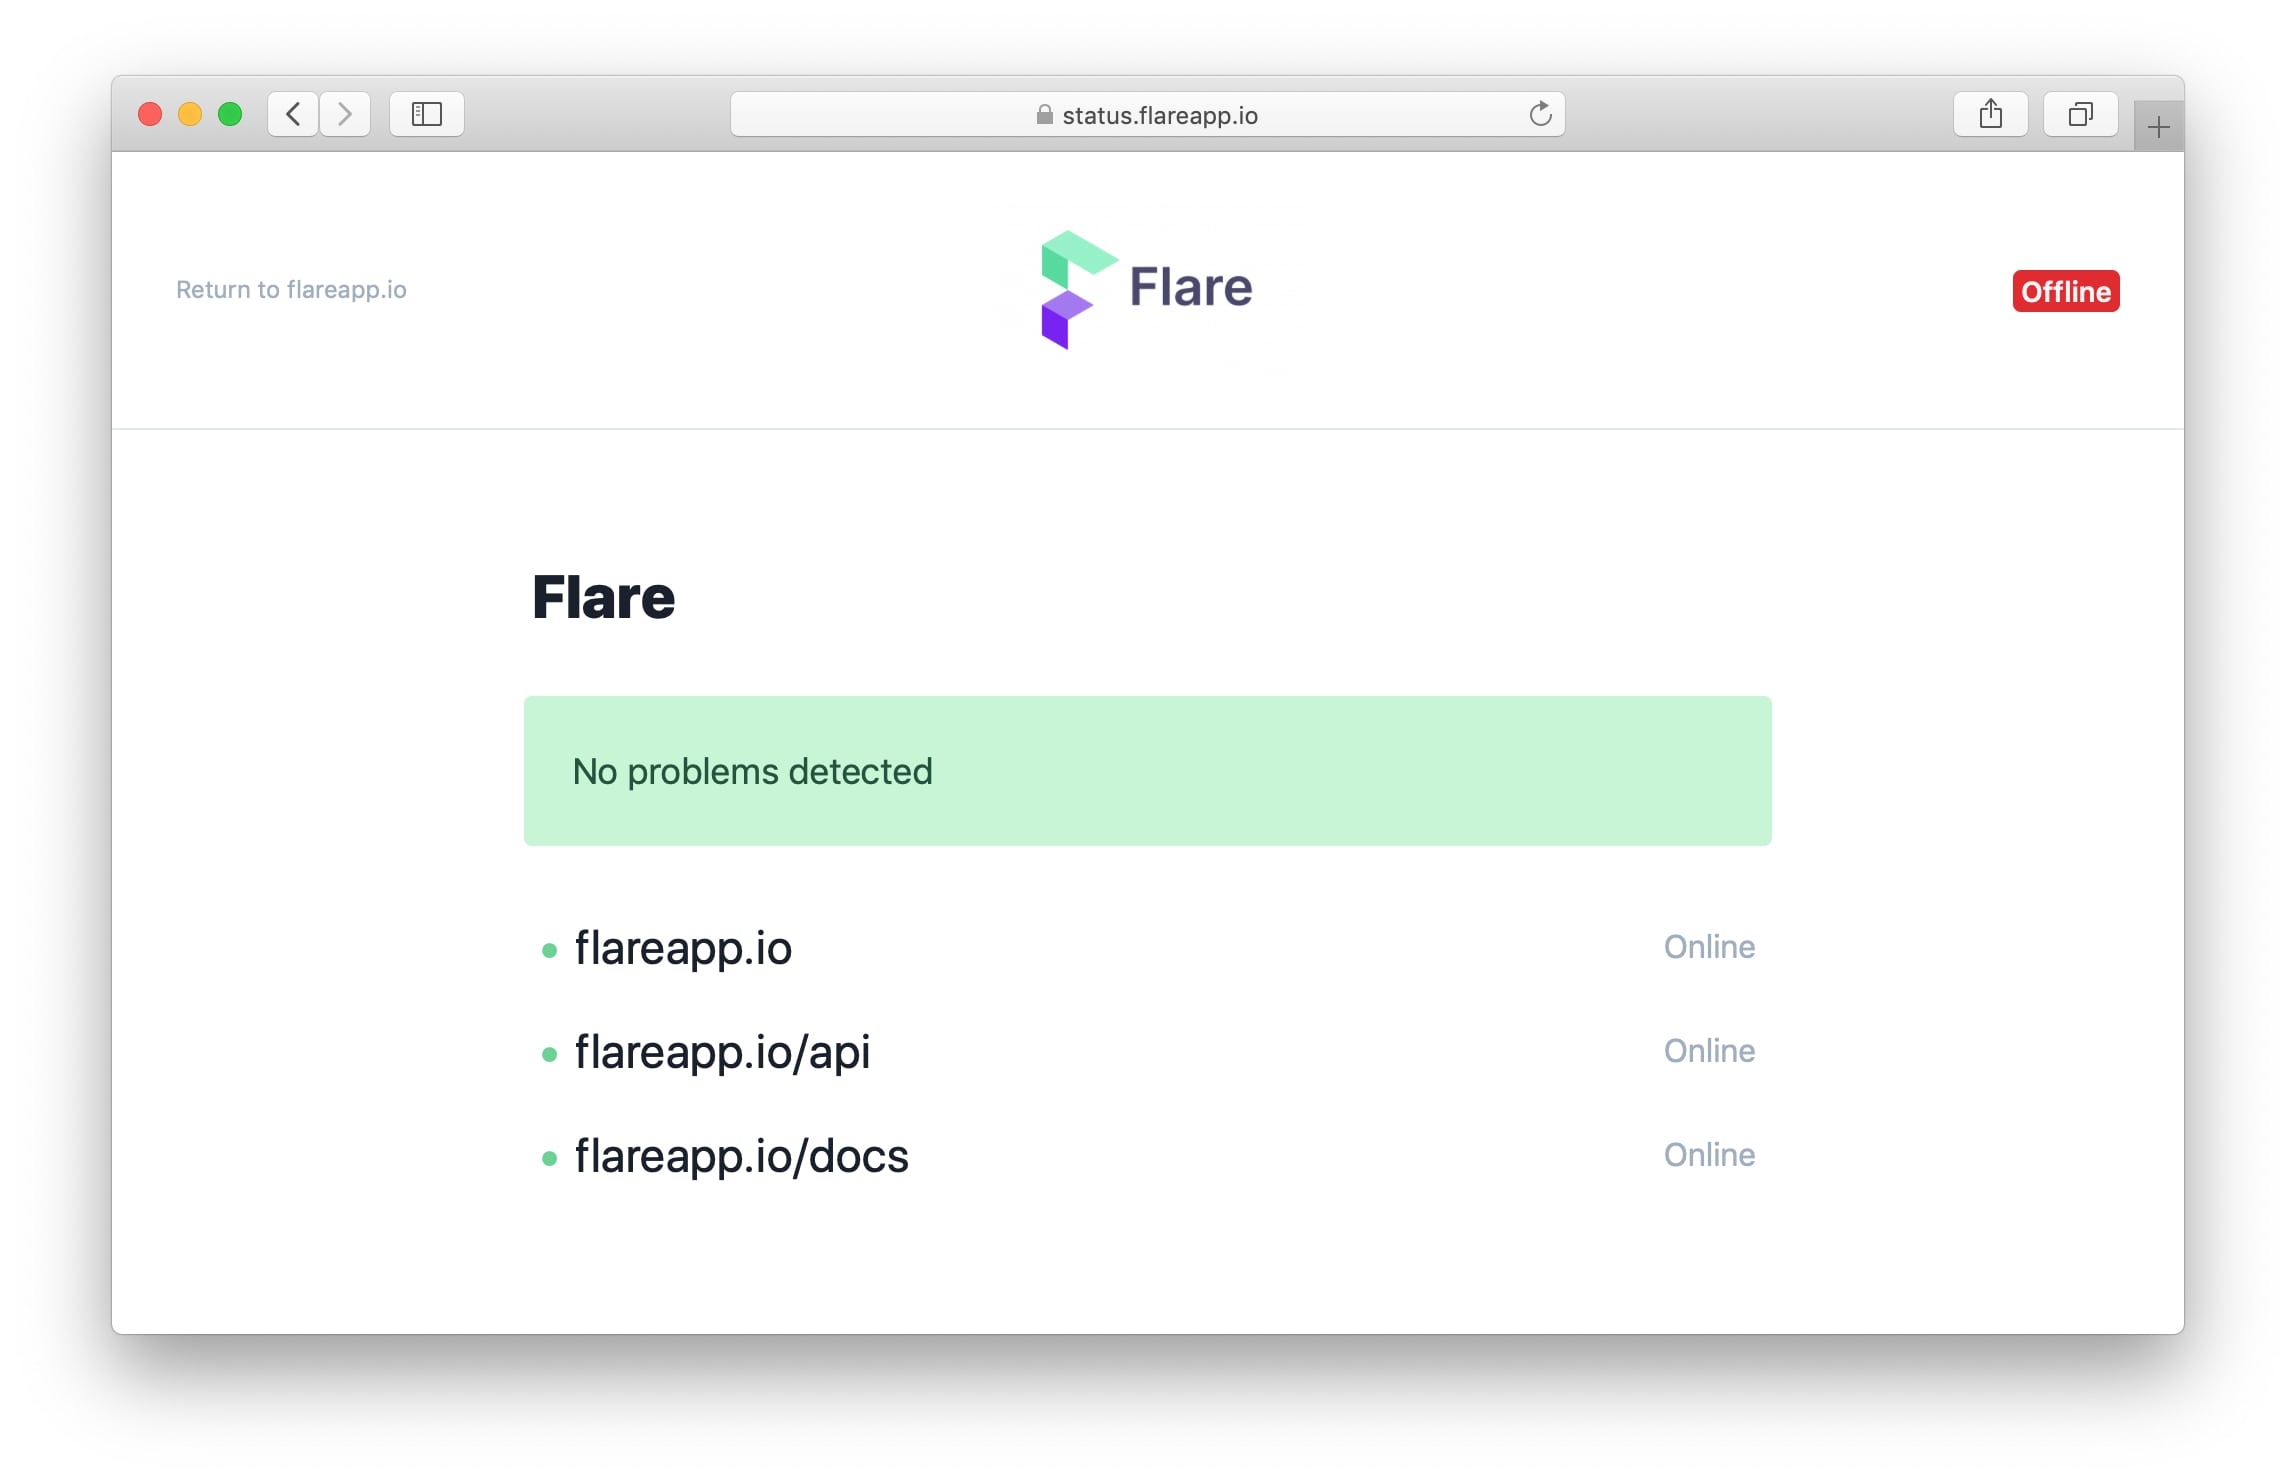 status.flareapp.io
Return to flareapp.io
Flare
Offline
Flare
No problems detected
flareapp.io Online
flareapp.io/api Online
flareapp.io/docs Online